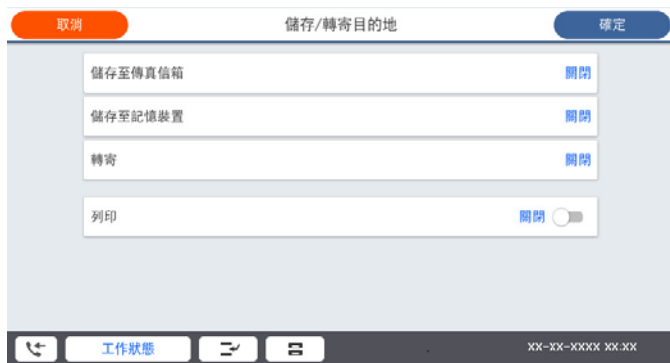 取消
儲存/轉寄目的地
確定
儲存至傳真信箱
關閉
儲存至記憶裝置
關閉
轉寄
關閉
列印
關閉
工作狀態
XX-XX-XXXX XX:XX